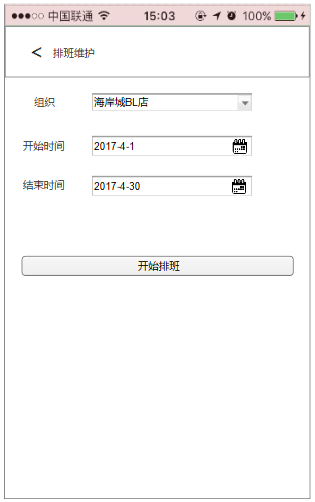 中国联通 15:03 100%
< 排班维护
组织 海岸城BL店
开始时间 2017-4-1
结束时间 2017-4-30
开始排班